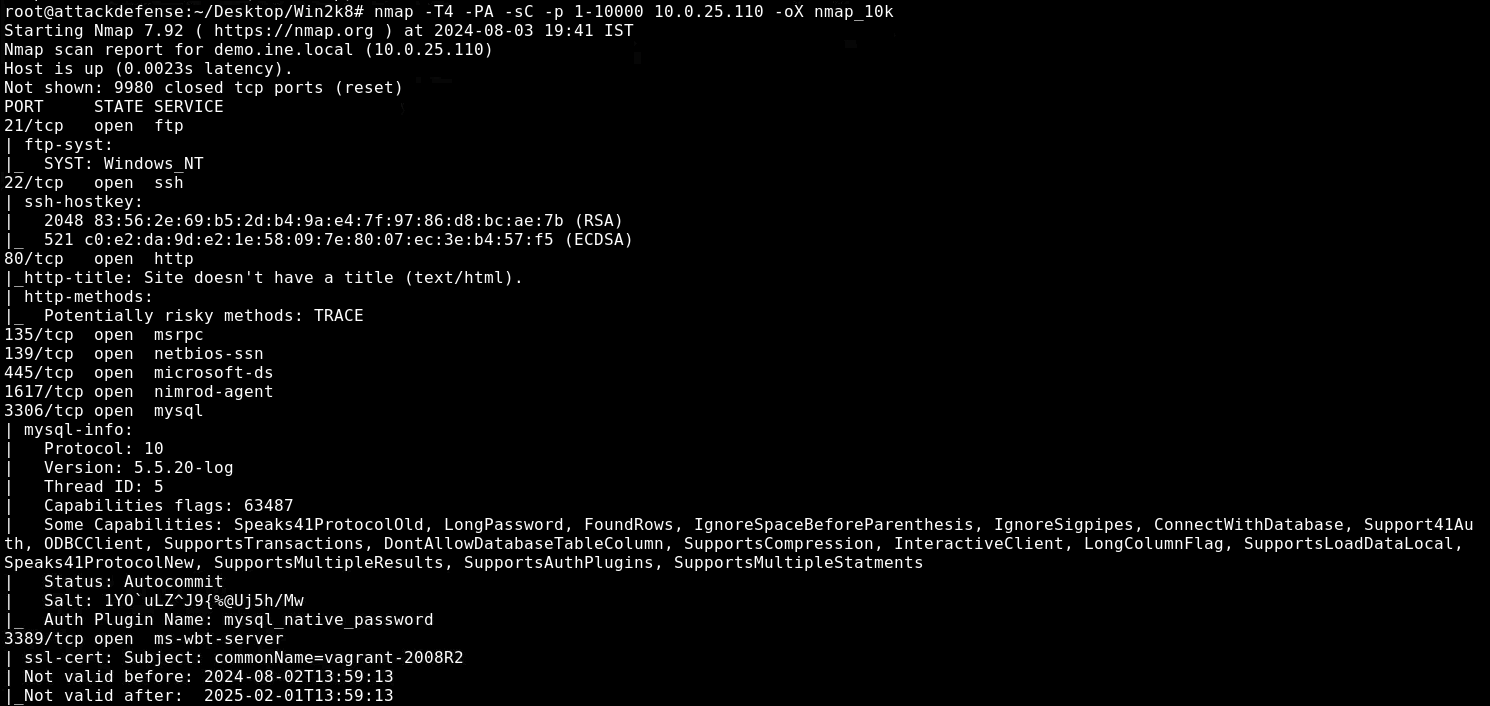 root@attackdefense:~/Desktop/Win2k8# nmap -T4 -PA -sC -p 1-10000 10.0.25.110 -oX nmap_10k
Starting Nmap 7.92 ( https://nmap.org ) at 2024-08-03 19:41 IST
Nmap scan report for demo.ine.local (10.0.25.110)
Host is up (0.0023s latency).
Not shown: 9980 closed tcp ports (reset)
PORT     STATE SERVICE
21/tcp   open  ftp
| ftp-syst:
|_  SYST: Windows_NT
22/tcp   open  ssh
| ssh-hostkey:
|   2048 83:56:2e:69:b5:2d:b4:9a:e4:7f:97:86:d8:bc:ae:7b (RSA)
|_  521 c0:e2:da:9d:e2:1e:58:09:7e:80:07:ec:3e:b4:57:f5 (ECDSA)
80/tcp   open  http
|_http-title: Site doesn't have a title (text/html).
| http-methods:
|_  Potentially risky methods: TRACE
135/tcp  open  msrpc
139/tcp  open  netbios-ssn
445/tcp  open  microsoft-ds
1617/tcp open  nimrod-agent
3306/tcp open  mysql
| mysql-info:
|   Protocol: 10
|   Version: 5.5.20-log
|   Thread ID: 5
|   Capabilities flags: 63487
|   Some Capabilities: Speaks41ProtocolOld, LongPassword, FoundRows, IgnoreSpaceBeforeParenthesis, IgnoreSigpipes, ConnectWithDatabase, Support41Au
th, ODBCClient, SupportsTransactions, DontAllowDatabaseTableColumn, SupportsCompression, InteractiveClient, LongColumnFlag, SupportsLoadDataLocal,
Speaks41ProtocolNew, SupportsMultipleResults, SupportsAuthPlugins, SupportsMultipleStatments
|   Status: Autocommit
|   Salt: 1YO`uLZ^J9{%@Uj5h/Mw
|_  Auth Plugin Name: mysql_native_password
3389/tcp open  ms-wbt-server
| ssl-cert: Subject: commonName=vagrant-2008R2
| Not valid before: 2024-08-02T13:59:13
|_Not valid after:  2025-02-01T13:59:13